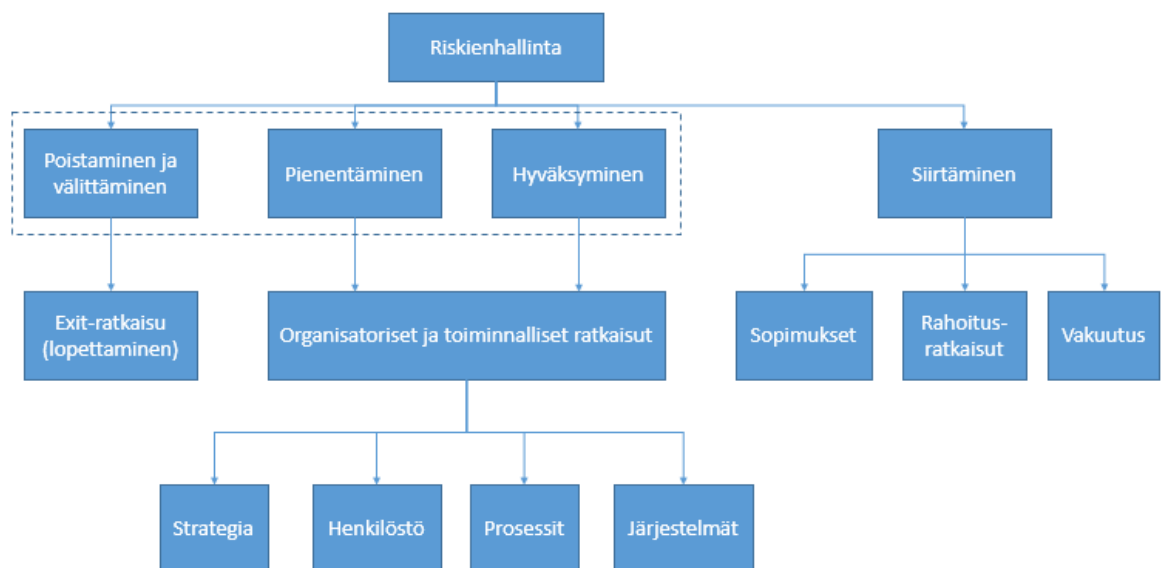 Riskienhallinta
Poistaminen ja
välittäminen
Pienentäminen
Hyväksyminen
Siirtäminen
Exit-ratkaisu
(lopettaminen)
Organisatoriset ja toiminnalliset ratkaisut
Sopimukset
Rahoitus-
ratkaisut
Vakuutus
Strategia
Henkilöstö
Prosessit
Järjestelmät